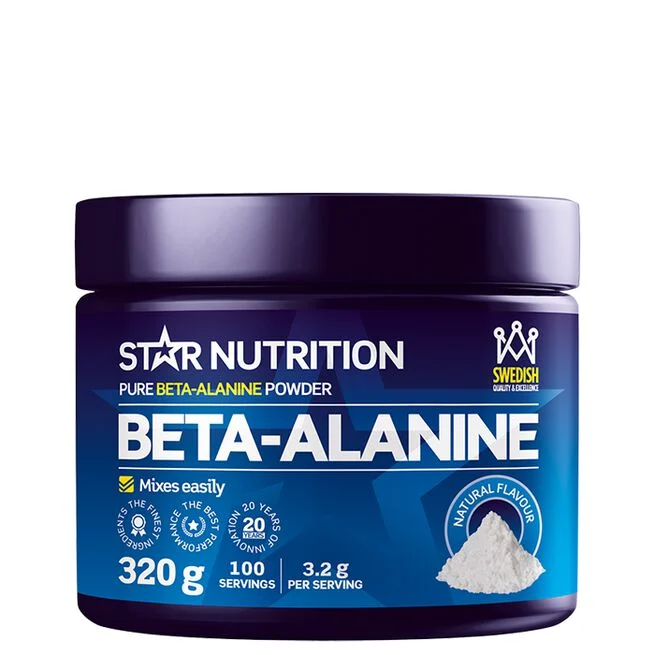 STAR NUTRITION
SWEDISH
QUALITY & EXCELLENCE
PURE BETA-ALANINE POWDER
BETA-ALANINE
Mixes easily
THE FINEST INGREDIENTS
THE BEST PERFORMANCE
20 YEARS OF INNOVATION
20
YEARS
NATURAL FLAVOUR
320 g
100
SERVINGS
3.2 g
PER SERVING